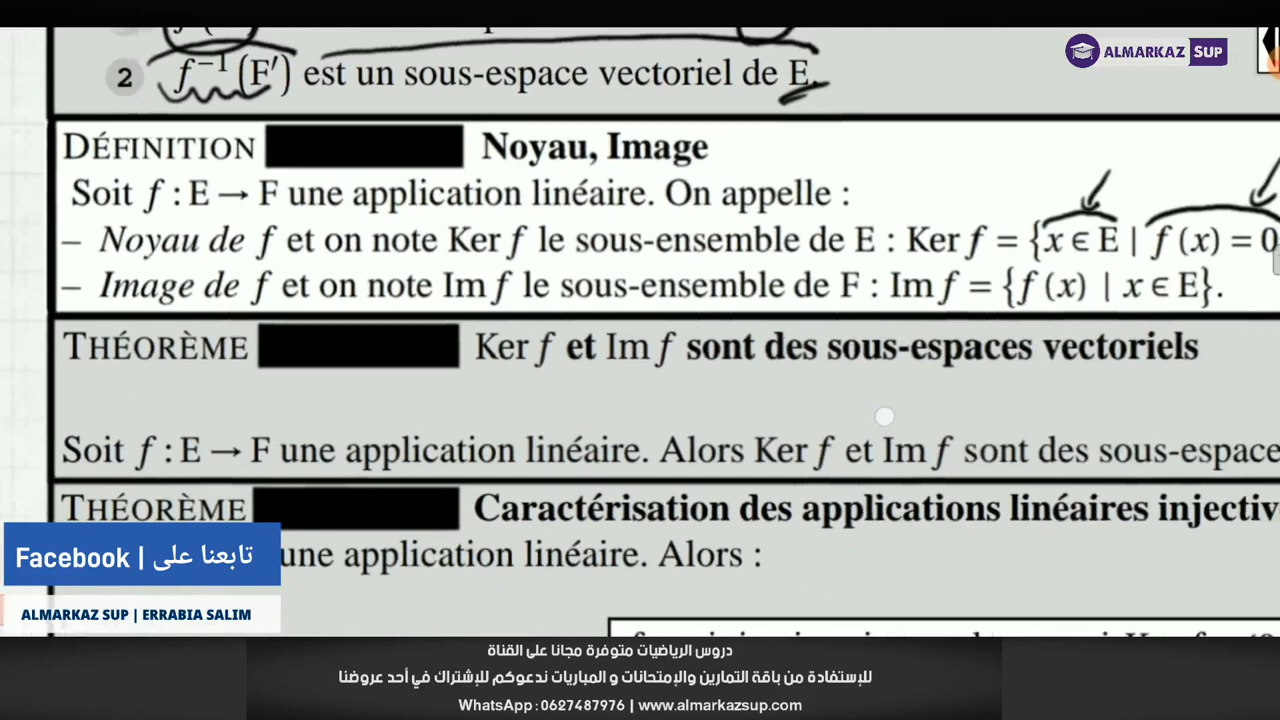 ALMARKAZ SUP
2 f⁻¹(F′) est un sous-espace vectoriel de E.
DÉFINITION Noyau, Image
Soit f : E → F une application linéaire. On appelle :
– Noyau de f et on note Ker f le sous-ensemble de E : Ker f = {x ∈ E | f (x) = 0
– Image de f et on note Im f le sous-ensemble de F : Im f = {f (x) | x ∈ E}.
THÉORÈME Ker f et Im f sont des sous-espaces vectoriels
Soit f : E → F une application linéaire. Alors Ker f et Im f sont des sous-espace
THÉORÈME Caractérisation des applications linéaires injectiv
une application linéaire. Alors :
تابعنا على | Facebook
ALMARKAZ SUP | ERRABIA SALIM
دروس الرياضيات متوفرة مجانا على القناة
للإستفادة من باقة التمارين والإمتحانات و المباريات ندعوكم للإشتراك في أحد عروضنا
WhatsApp : 0627487976 | www.almarkazsup.com